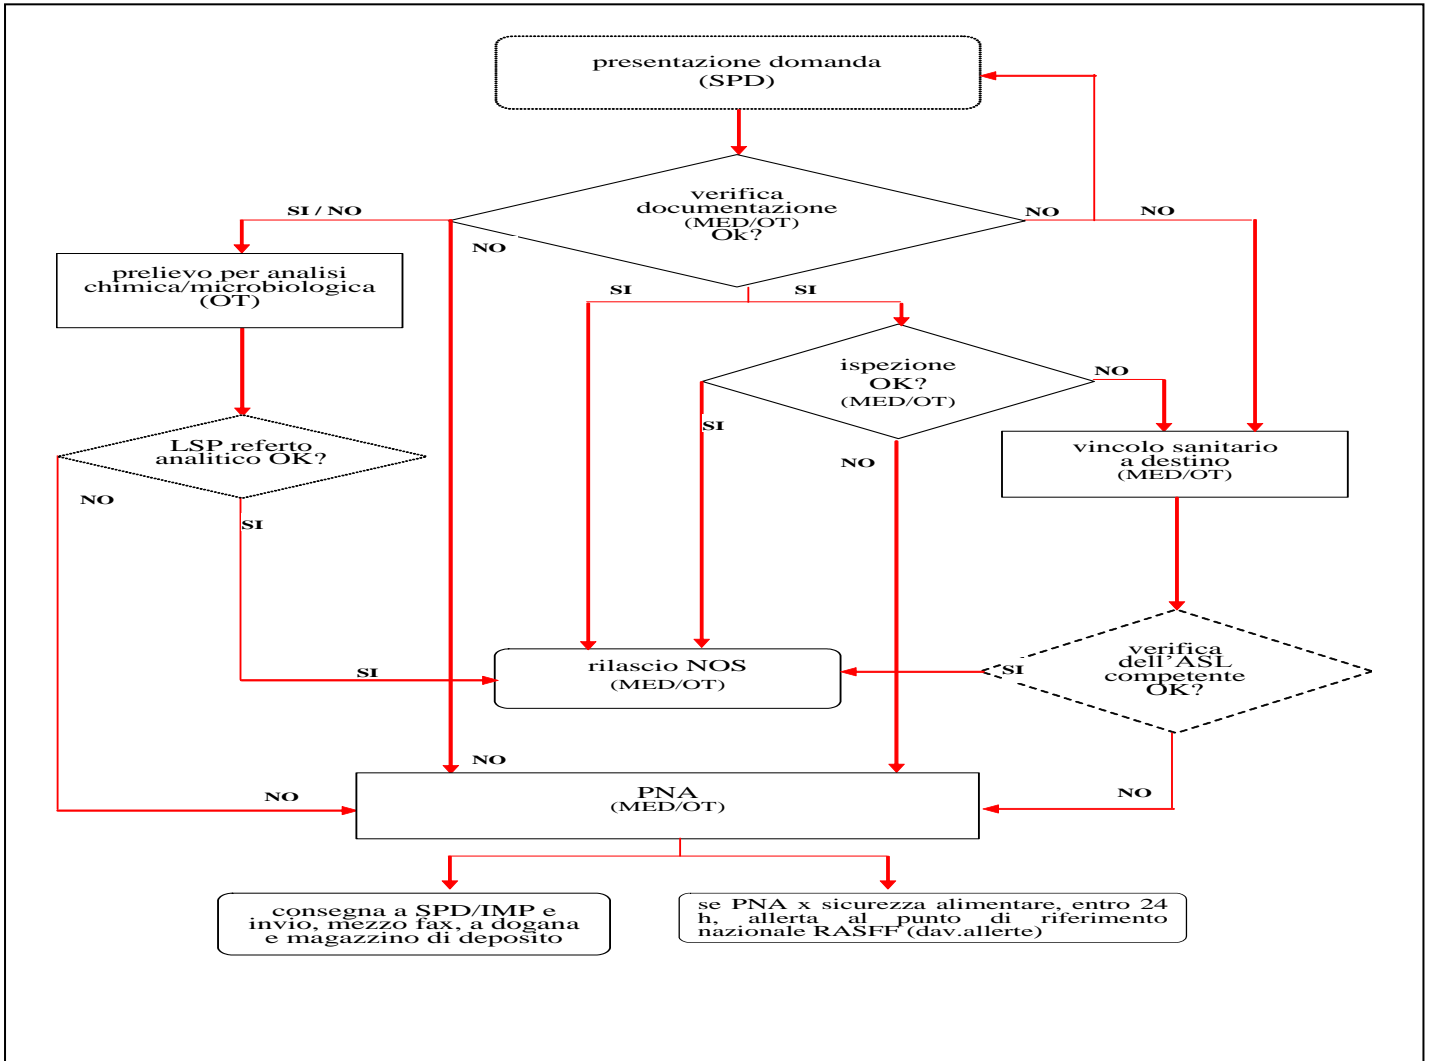 presentazione domanda
(SPD)
verifica
documentazione
(MED/OT)
Ok?
SI / NO
NO
NO
NO
prelievo per analisi
chimica/microbiologica
(OT)
SI
SI
ispezione
OK?
(MED/OT)
NO
SI
NO
LSP referto
analitico OK?
NO
SI
vincolo sanitario
a destino
(MED/OT)
SI
rilascio NOS
(MED/OT)
SI
verifica
dell'ASL
competente
OK?
NO
NO
NO
PNA
(MED/OT)
consegna a SPD/IMP e
invio, mezzo fax, a dogana
e magazzino di deposito
se PNA x sicurezza alimentare, entro 24
h, allerta al punto di riferimento
nazionale RASFF (dav.allerte)